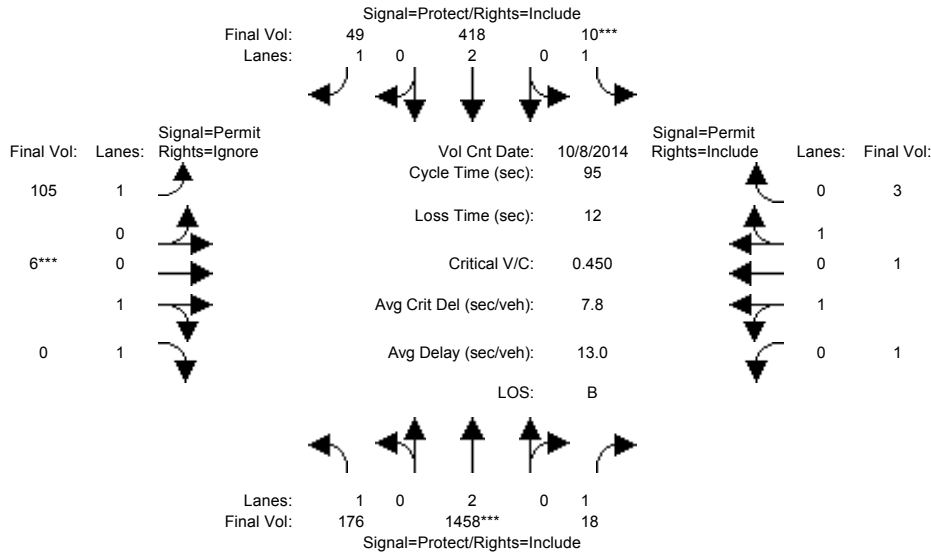 Signal=Protect/Rights=Include
Final Vol: 49 418 10***
Lanes: 1 0 2 0 1
Signal=Permit Signal=Permit
Final Vol: Lanes: Rights=Ignore Vol Cnt Date: 10/8/2014 Rights=Include Lanes: Final Vol:
Cycle Time (sec): 95
105 1 0 3
Loss Time (sec): 12
0 1
6*** 0 Critical V/C: 0.450 0 1
1 Avg Crit Del (sec/veh): 7.8 1
0 1 Avg Delay (sec/veh): 13.0 0 1
LOS: B
Lanes: 1 0 2 0 1
Final Vol: 176 1458*** 18
Signal=Protect/Rights=Include